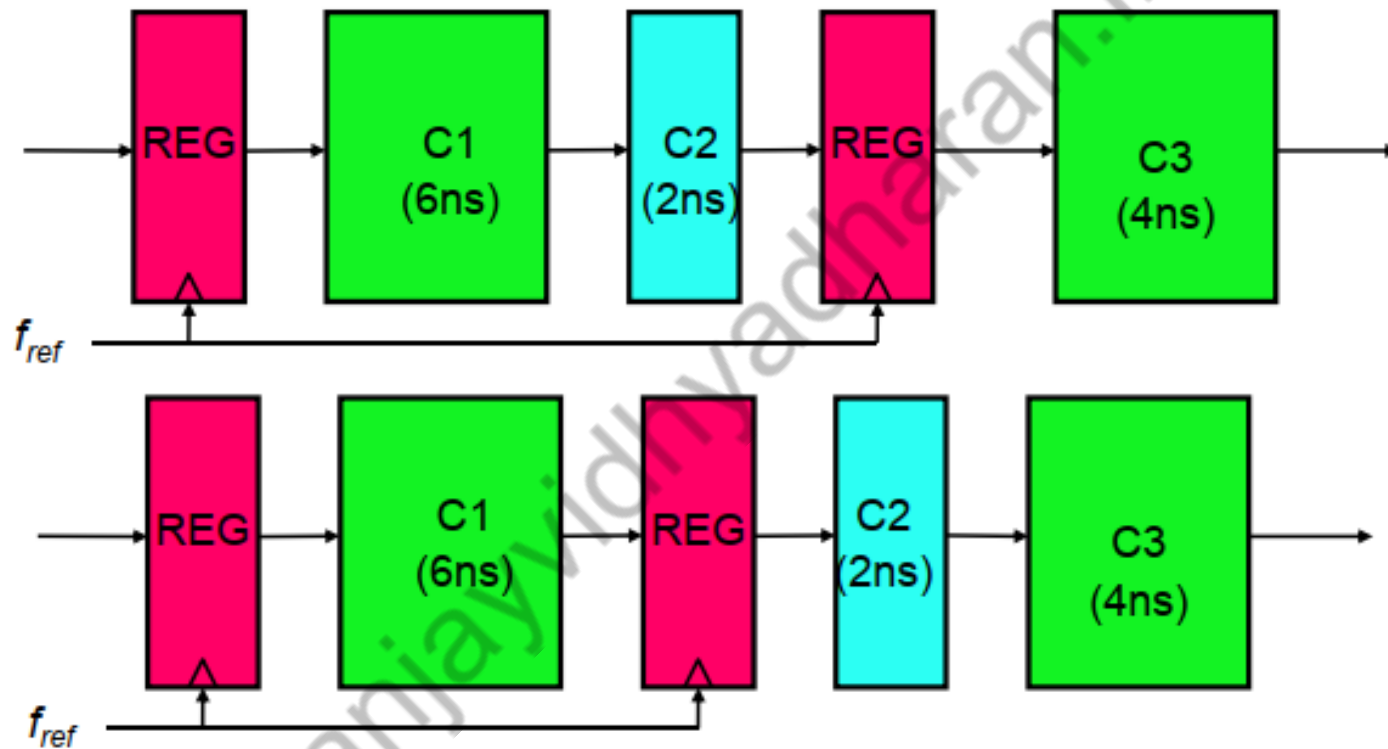 REG
C1
(6ns)
C2
(2ns)
REG
C3
(4ns)
f_ref
REG
C1
(6ns)
REG
C2
(2ns)
C3
(4ns)
f_ref